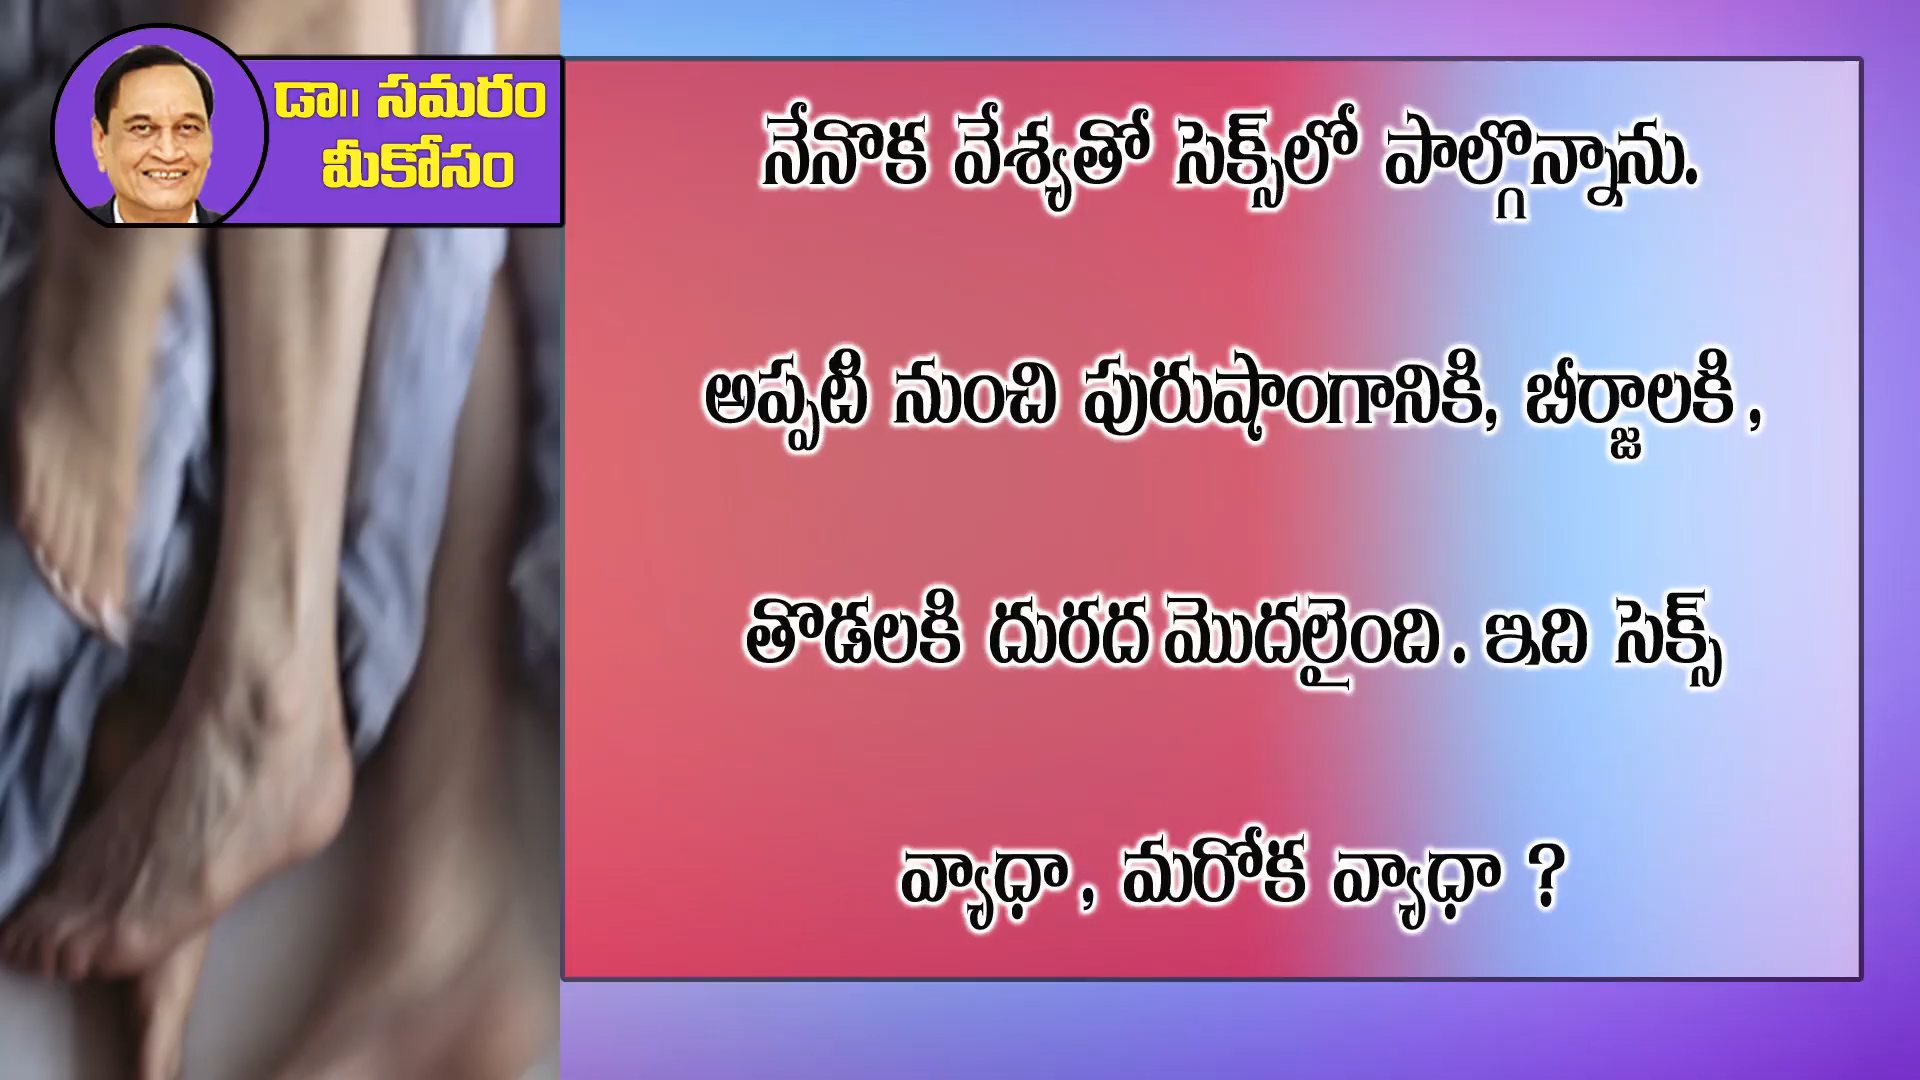 డా॥ సమరం
మీకోసం
నేనొక వేశ్యతో సెక్స్‌లో పాల్గొన్నాను.
అప్పటి నుంచి పురుషాంగానికి, బీర్జాలకి,
తొడలకి దురద మొదలైంది. ఇది సెక్స్
వ్యాధా, మరోక వ్యాధా ?